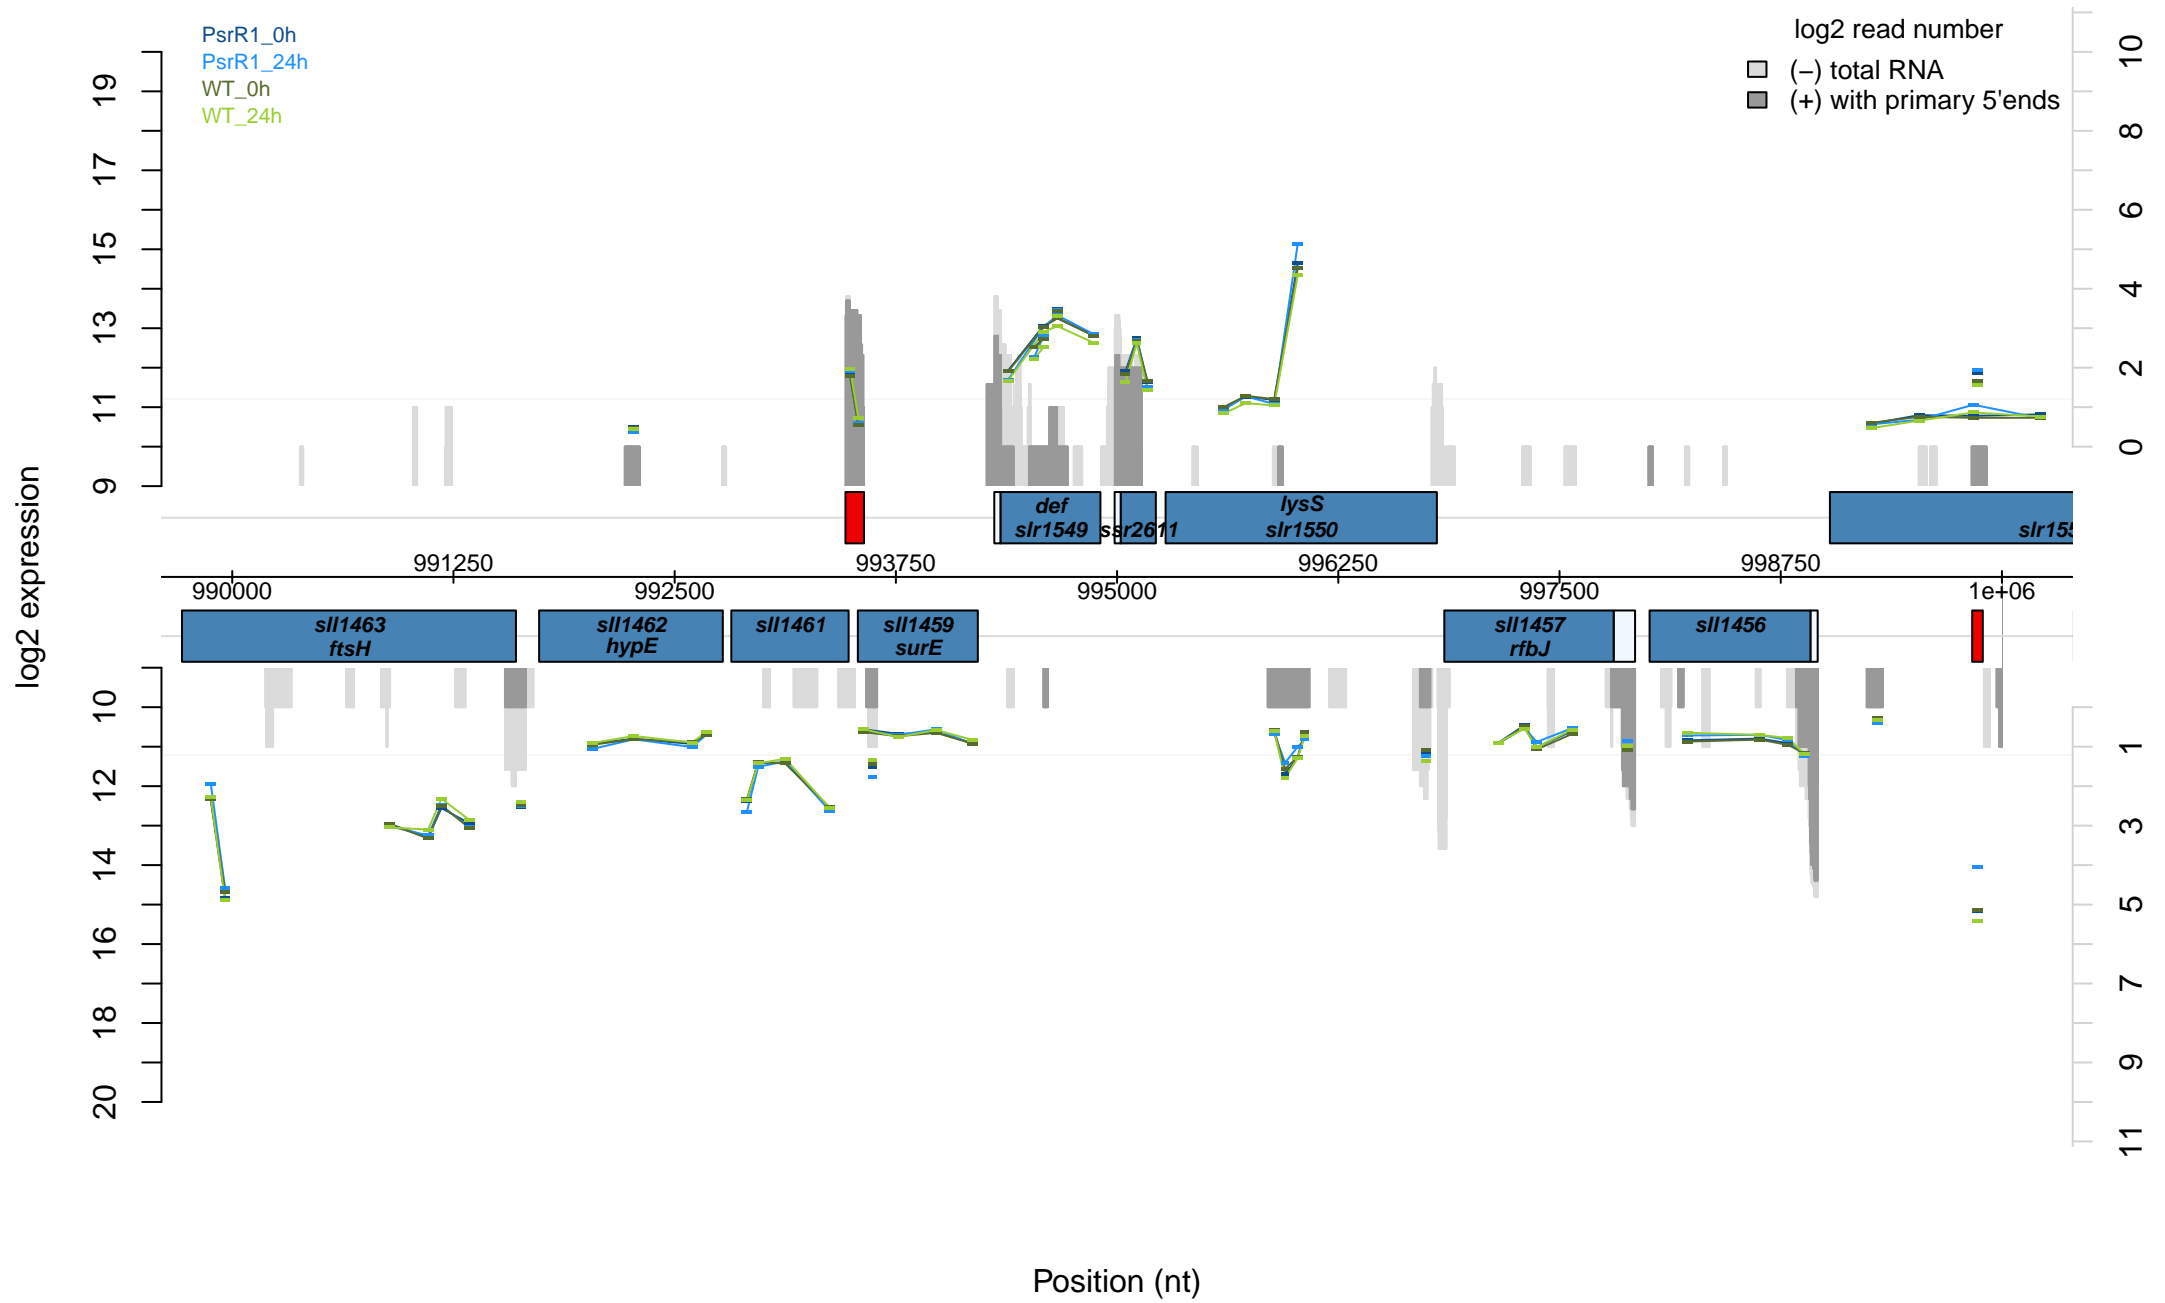 PsrR1_0h
PsrR1_24h
WT_0h
WT_24h
log2 read number
(−) total RNA
(+) with primary 5'ends
log2 expression
19
17
15
13
11
9
10
8
6
4
2
0
def
slr1549
ssr2611
lysS
slr1550
slr155
991250
993750
996250
998750
990000
992500
995000
997500
1e+06
sll1463
ftsH
sll1462
hypE
sll1461
sll1459
surE
sll1457
rfbJ
sll1456
10
12
14
16
18
20
1
3
5
7
9
11
Position (nt)